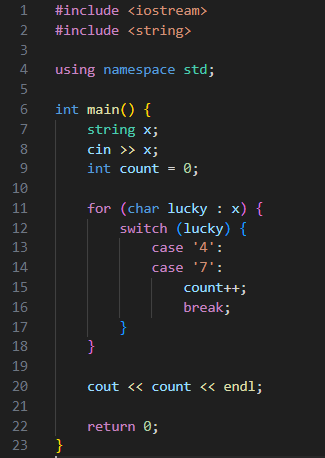 1 #include <iostream>
2 #include <string>
3
4 using namespace std;
5
6 int main() {
7     string x;
8     cin >> x;
9     int count = 0;
10
11     for (char lucky : x) {
12         switch (lucky) {
13             case '4':
14             case '7':
15                 count++;
16                 break;
17         }
18     }
19
20     cout << count << endl;
21
22     return 0;
23 }